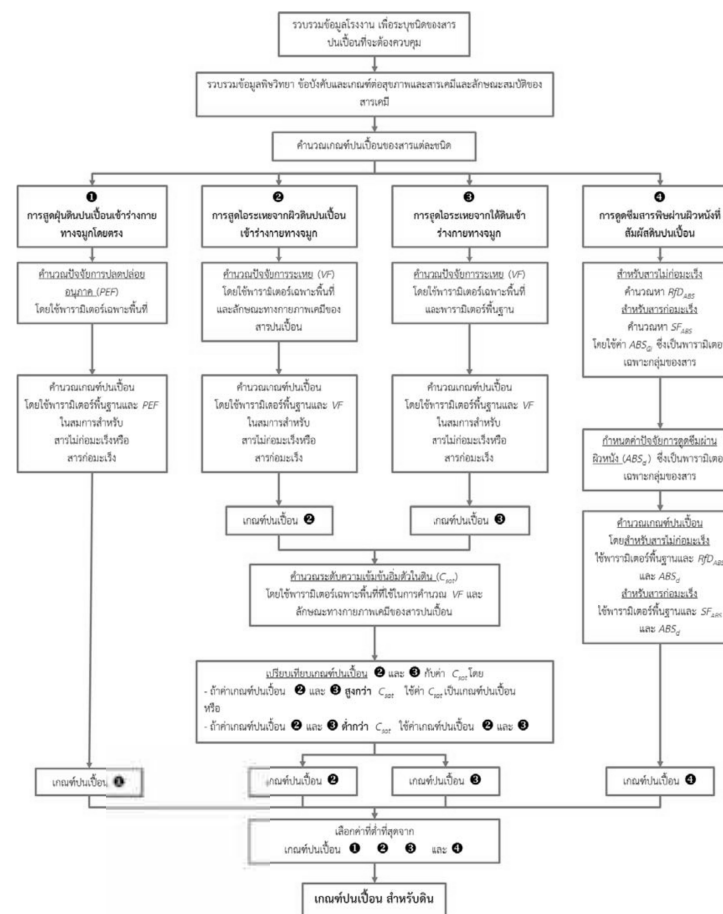 รวบรวมข้อมูลโรงงาน เพื่อระบุชนิดของสาร
ปนเปื้อนที่จะต้องควบคุม
รวบรวมข้อมูลพิษวิทยา ข้อบังคับและเกณฑ์ต่อสุขภาพและสารเคมีและลักษณะสมบัติของ
สารเคมี
คำนวณเกณฑ์ปนเปื้อนของสารแต่ละชนิด
❶
การสูดฝุ่นดินปนเปื้อนเข้าร่างกาย
ทางจมูกโดยตรง
คำนวณปัจจัยการปลดปล่อย
อนุภาค (PEF)
โดยใช้พารามิเตอร์เฉพาะพื้นที่
คำนวณเกณฑ์ปนเปื้อน
โดยใช้พารามิเตอร์พื้นฐานและ PEF
ในสมการสำหรับ
สารไม่ก่อมะเร็งหรือ
สารก่อมะเร็ง
❷
การสูดไอระเหยจากผิวดินปนเปื้อน
เข้าร่างกายทางจมูก
คำนวณปัจจัยการระเหย (VF)
โดยใช้พารามิเตอร์เฉพาะพื้นที่
และลักษณะทางกายภาพเคมีของ
สารปนเปื้อน
คำนวณเกณฑ์ปนเปื้อน
โดยใช้พารามิเตอร์พื้นฐานและ VF
ในสมการสำหรับ
สารไม่ก่อมะเร็งหรือ
สารก่อมะเร็ง
เกณฑ์ปนเปื้อน ❷
❸
การสูดไอระเหยจากใต้ดินเข้า
ร่างกายทางจมูก
คำนวณปัจจัยการระเหย (VF)
โดยใช้พารามิเตอร์เฉพาะพื้นที่
และพารามิเตอร์พื้นฐาน
คำนวณเกณฑ์ปนเปื้อน
โดยใช้พารามิเตอร์พื้นฐานและ VF
ในสมการสำหรับ
สารไม่ก่อมะเร็งหรือ
สารก่อมะเร็ง
เกณฑ์ปนเปื้อน ❸
❹
การดูดซึมสารพิษผ่านผิวหนังที่
สัมผัสดินปนเปื้อน
สำหรับสารไม่ก่อมะเร็ง
คำนวณหา RfD_ABS
สำหรับสารก่อมะเร็ง
คำนวณหา SF_ABS
โดยใช้ค่า ABS_GI ซึ่งเป็นพารามิเตอ
เฉพาะกลุ่มของสาร
กำหนดค่าปัจจัยการดูดซึมผ่าน
ผิวหนัง (ABS_d) ซึ่งเป็นพารามิเตอ
เฉพาะกลุ่มของสาร
คำนวณเกณฑ์ปนเปื้อน
โดยสำหรับสารไม่ก่อมะเร็ง
ใช้พารามิเตอร์พื้นฐานและ RfD_ABS
และ ABS_d
สำหรับสารก่อมะเร็ง
ใช้พารามิเตอร์พื้นฐานและ SF_ABS
และ ABS_d
คำนวณระดับความเข้มข้นอิ่มตัวในดิน (C_sat)
โดยใช้พารามิเตอร์เฉพาะพื้นที่ที่ใช้ในการคำนวณ VF และ
ลักษณะทางกายภาพเคมีของสารปนเปื้อน
เปรียบเทียบเกณฑ์ปนเปื้อน ❷ และ ❸ กับค่า C_sat โดย
- ถ้าค่าเกณฑ์ปนเปื้อน ❷ และ ❸ สูงกว่า C_sat ใช้ค่า C_sat เป็นเกณฑ์ปนเปื้อน
หรือ
- ถ้าค่าเกณฑ์ปนเปื้อน ❷ และ ❸ ต่ำกว่า C_sat ใช้ค่าเกณฑ์ปนเปื้อน ❷ และ ❸
เกณฑ์ปนเปื้อน ❶
เกณฑ์ปนเปื้อน ❷
เกณฑ์ปนเปื้อน ❸
เกณฑ์ปนเปื้อน ❹
เลือกค่าที่ต่ำที่สุดจาก
เกณฑ์ปนเปื้อน ❶ ❷ ❸ และ ❹
เกณฑ์ปนเปื้อน สำหรับดิน